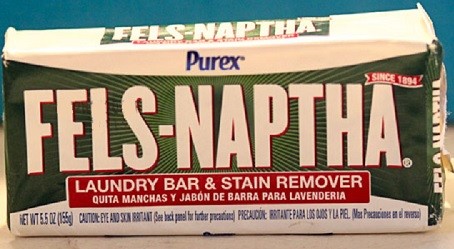 FELS-NAPTHA
Purex®
SINCE 1894
FELS-NAPTHA®
LAUNDRY BAR & STAIN REMOVER
QUITA MANCHAS Y JABÓN DE BARRA PARA LAVENDERIA
NET WT 5.5 OZ (155g) CAUTION: EYE AND SKIN IRRITANT (See back panel for further precautions) PRECAUCIÓN: IRRITANTE PARA LOS OJOS Y LA PIEL. (Mas Precauciones en el reverso)